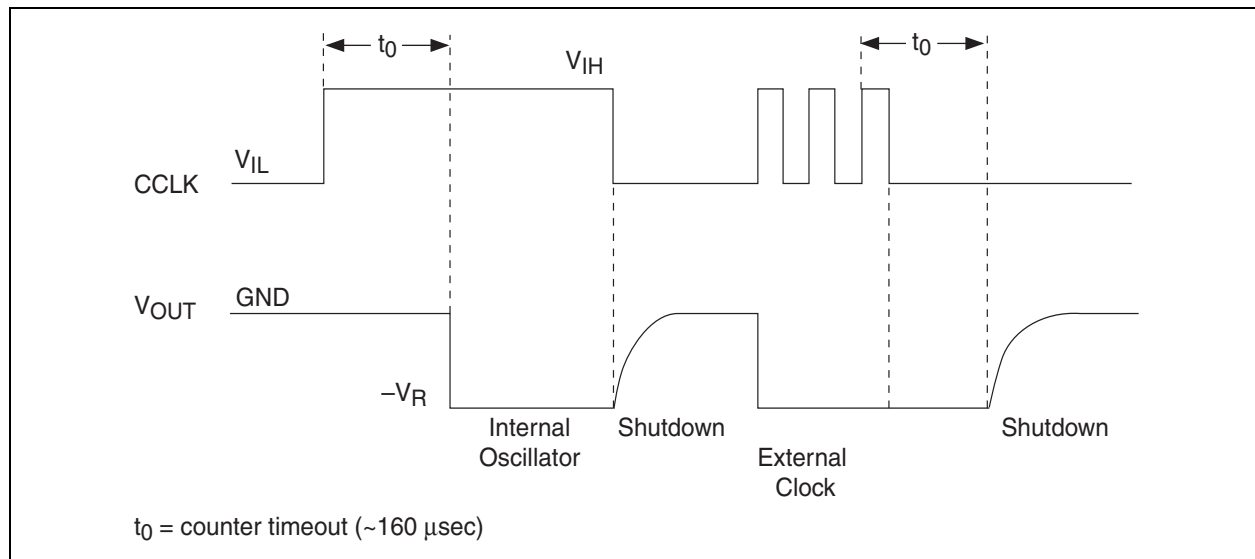 t0
t0
VIH
VIL
CCLK
VOUT
GND
–VR
Internal
Oscillator
Shutdown
External
Clock
Shutdown
t0 = counter timeout (~160 μsec)